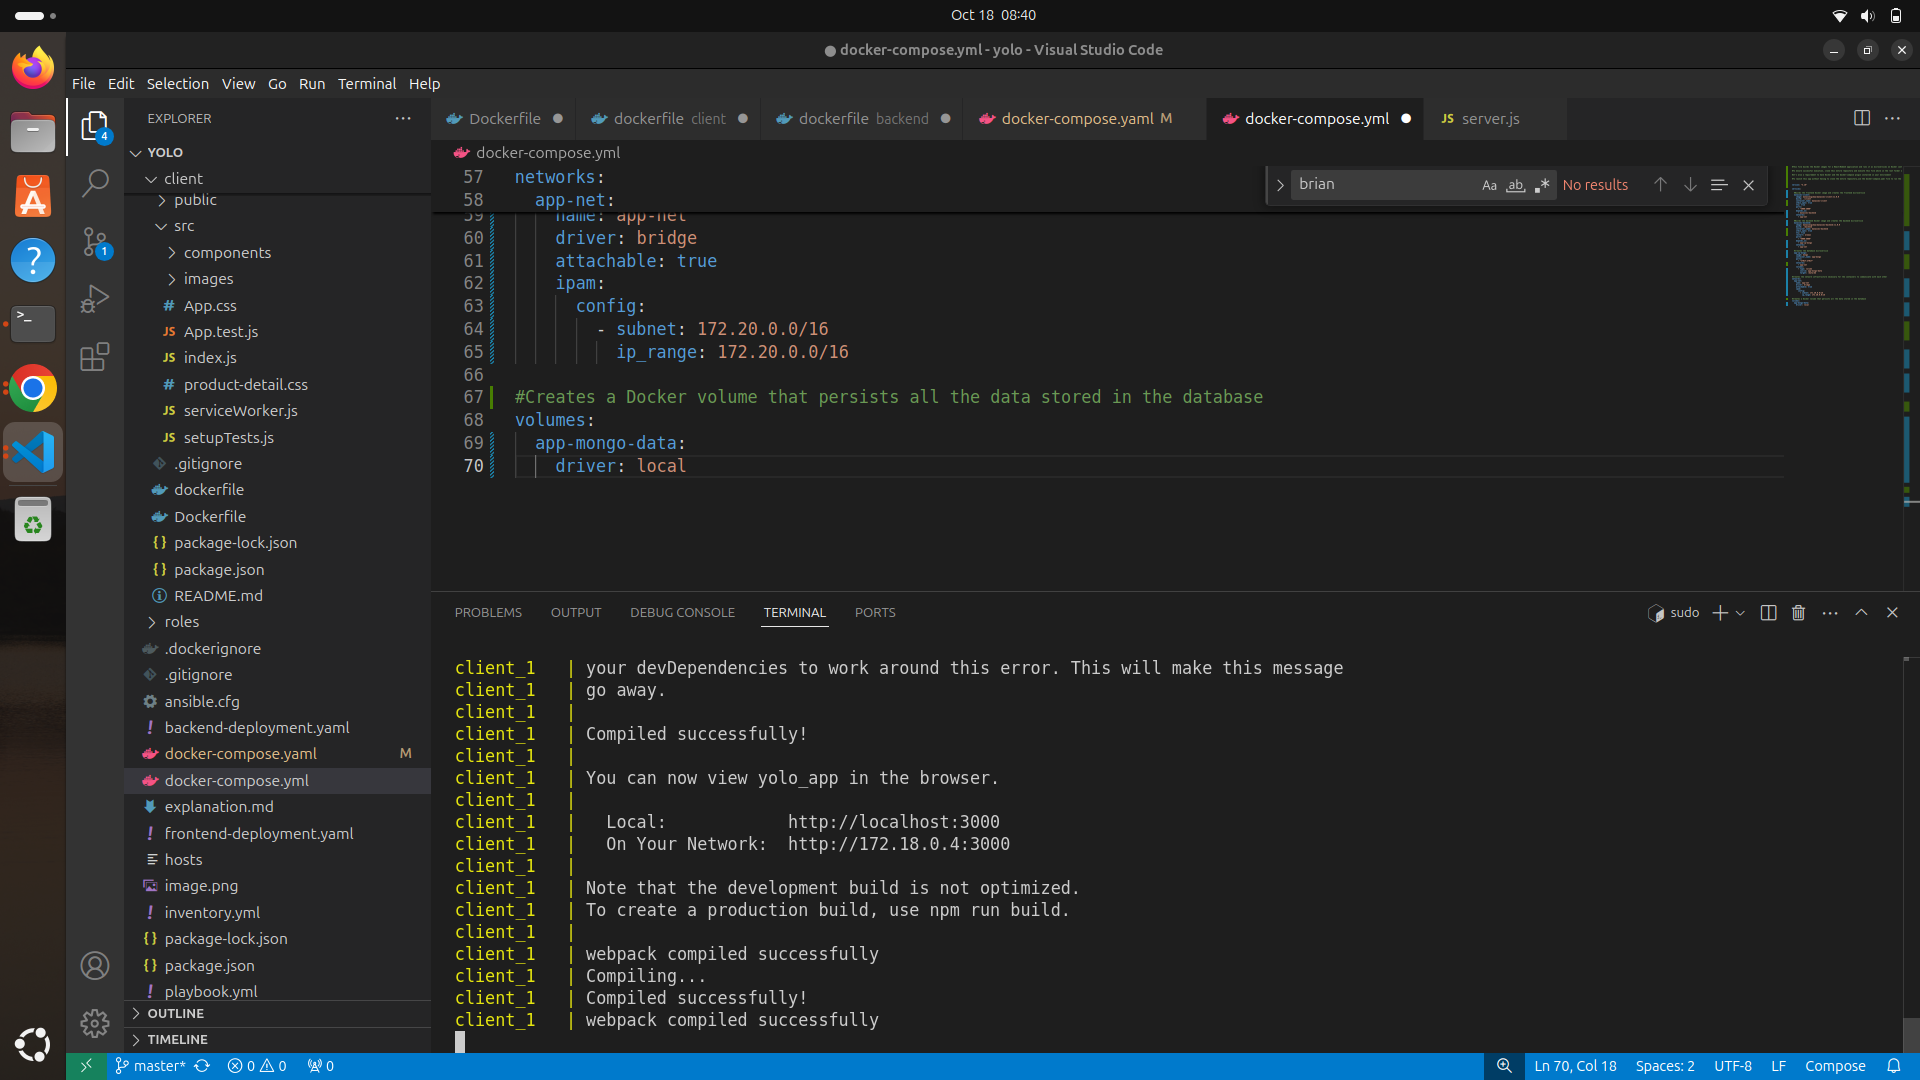 Oct 18 08:40
docker-compose.yml - yolo - Visual Studio Code
File Edit Selection View Go Run Terminal Help
EXPLORER
Dockerfile
dockerfile client
dockerfile backend
docker-compose.yaml M
docker-compose.yml
JS server.js
4
YOLO
client
public
src
components
images
# App.css
JS App.test.js
JS index.js
# product-detail.css
JS serviceWorker.js
JS setupTests.js
.gitignore
dockerfile
Dockerfile
{} package-lock.json
{} package.json
README.md
roles
.dockerignore
.gitignore
ansible.cfg
! backend-deployment.yaml
docker-compose.yaml M
docker-compose.yml
explanation.md
! frontend-deployment.yaml
hosts
image.png
! inventory.yml
{} package-lock.json
{} package.json
! playbook.yml
OUTLINE
TIMELINE
1
docker-compose.yml
brian Aa ab No results
57 networks:
58 app-net:
59 name: app-net
60 driver: bridge
61 attachable: true
62 ipam:
63 config:
64 - subnet: 172.20.0.0/16
65 ip_range: 172.20.0.0/16
66
67 #Creates a Docker volume that persists all the data stored in the database
68 volumes:
69 app-mongo-data:
70 driver: local
PROBLEMS OUTPUT DEBUG CONSOLE TERMINAL PORTS
sudo
client_1 | your devDependencies to work around this error. This will make this message
client_1 | go away.
client_1 |
client_1 | Compiled successfully!
client_1 |
client_1 | You can now view yolo_app in the browser.
client_1 |
client_1 | Local: http://localhost:3000
client_1 | On Your Network: http://172.18.0.4:3000
client_1 |
client_1 | Note that the development build is not optimized.
client_1 | To create a production build, use npm run build.
client_1 |
client_1 | webpack compiled successfully
client_1 | Compiling...
client_1 | Compiled successfully!
client_1 | webpack compiled successfully
master* 0 0 0
Ln 70, Col 18 Spaces: 2 UTF-8 LF Compose